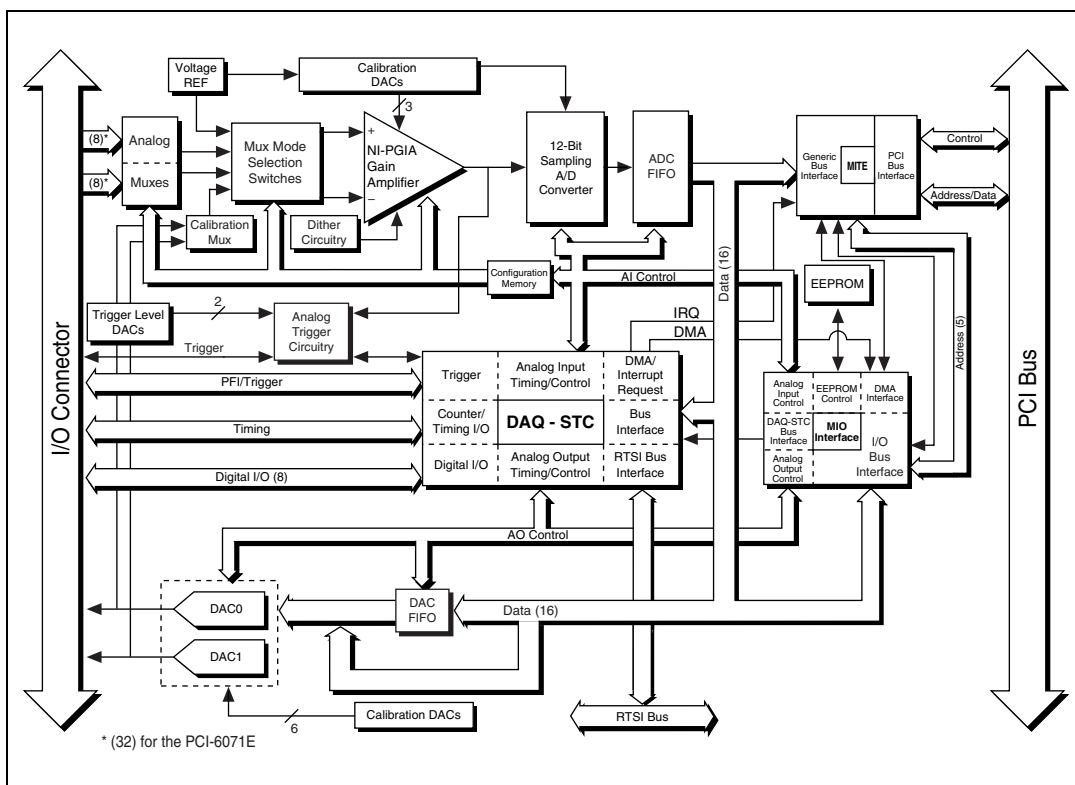 Voltage
REF
Calibration
DACs
3
(8)*
(8)*
Analog
Muxes
Mux Mode
Selection
Switches
+
NI-PGIA
Gain
Amplifier
–
12-Bit
Sampling
A/D
Converter
ADC
FIFO
Generic
Bus
Interface
MITE
PCI
Bus
Interface
Control
Address/Data
Calibration
Mux
Dither
Circuitry
Configuration
Memory
AI Control
Data (16)
EEPROM
Address (5)
Trigger Level
DACs
2
Analog
Trigger
Circuitry
Trigger
IRQ
DMA
I/O Connector
PCI Bus
PFI/Trigger
Timing
Digital I/O (8)
Trigger
Analog Input
Timing/Control
DMA/
Interrupt
Request
Counter/
Timing I/O
DAQ - STC
Bus
Interface
Digital I/O
Analog Output
Timing/Control
RTSI Bus
Interface
Analog
Input
Control
EEPROM
Control
DMA
Interface
DAQ-STC
Bus
Interface
MIO
Interface
I/O
Bus
Interface
Analog
Output
Control
AO Control
DAC0
DAC1
DAC
FIFO
Data (16)
6
Calibration DACs
RTSI Bus
* (32) for the PCI-6071E